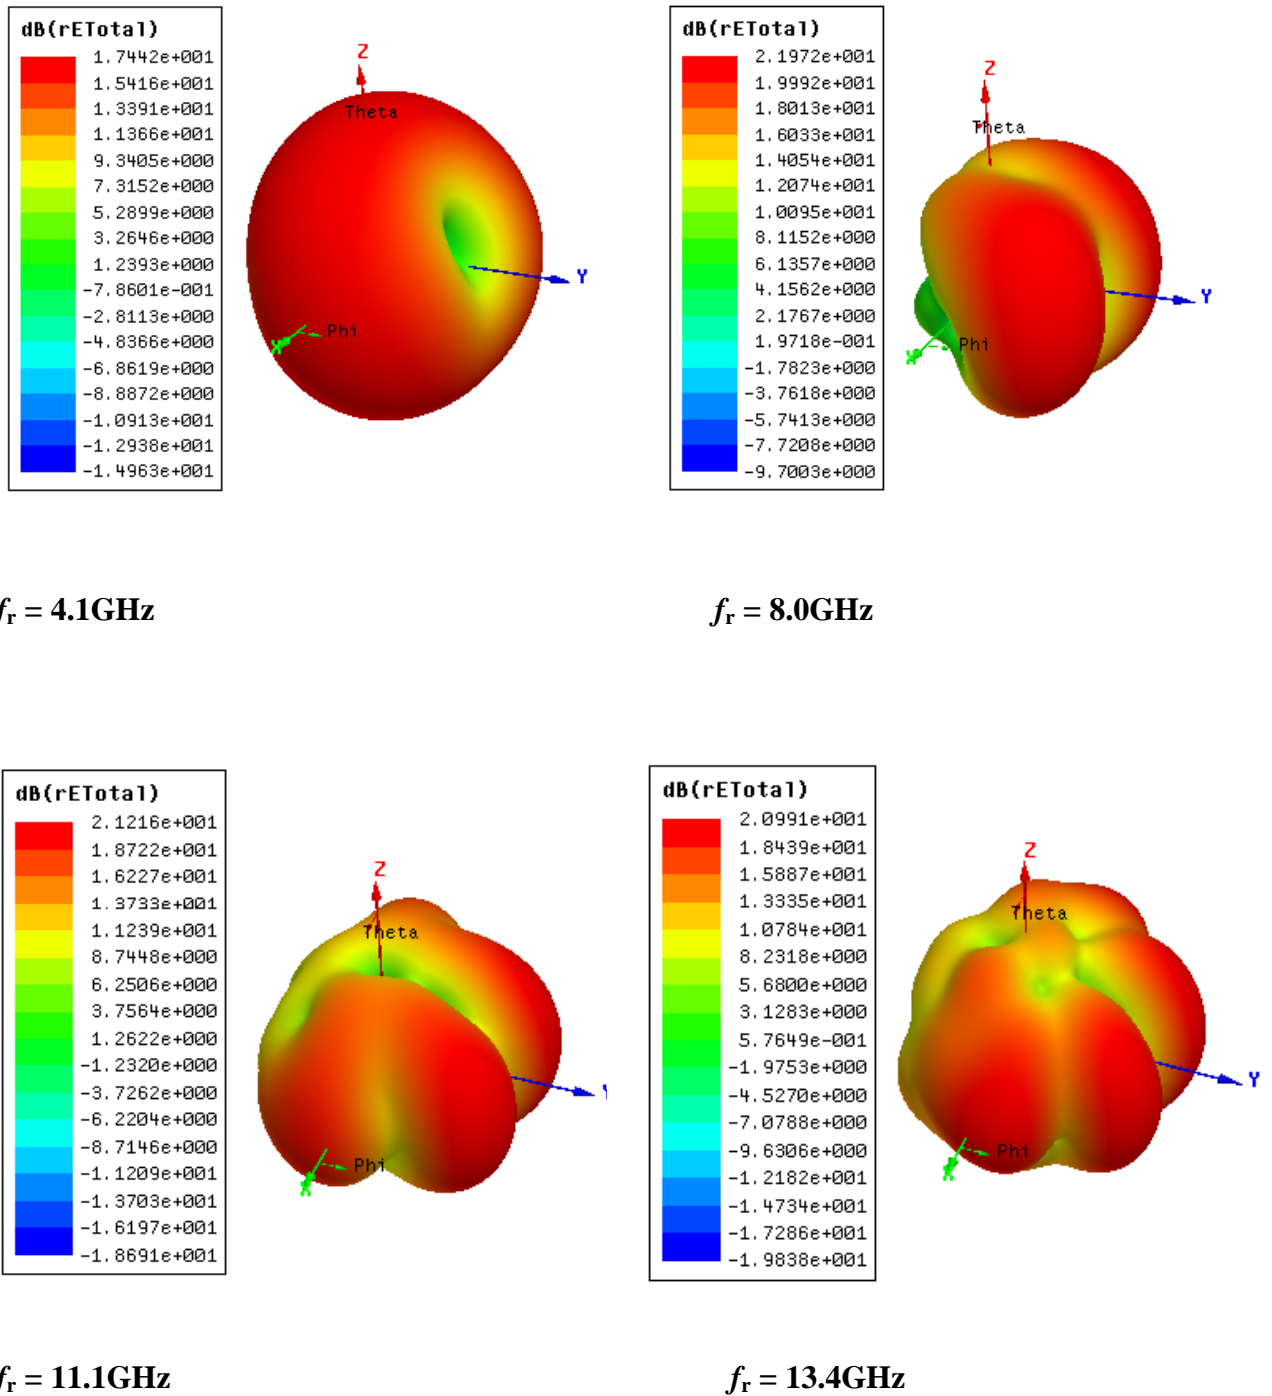 dB(rETotal)
1.7442e+001
1.5416e+001
1.3391e+001
1.1366e+001
9.3405e+000
7.3152e+000
5.2899e+000
3.2646e+000
1.2393e+000
-7.8601e-001
-2.8113e+000
-4.8366e+000
-6.8619e+000
-8.8872e+000
-1.0913e+001
-1.2938e+001
-1.4963e+001
Z
Theta
Y
Phi
X
dB(rETotal)
2.1972e+001
1.9992e+001
1.8013e+001
1.6033e+001
1.4054e+001
1.2074e+001
1.0095e+001
8.1152e+000
6.1357e+000
4.1562e+000
2.1767e+000
1.9718e-001
-1.7823e+000
-3.7618e+000
-5.7413e+000
-7.7208e+000
-9.7003e+000
Z
Theta
Y
Phi
X
fr = 4.1GHz
fr = 8.0GHz
dB(rETotal)
2.1216e+001
1.8722e+001
1.6227e+001
1.3733e+001
1.1239e+001
8.7448e+000
6.2506e+000
3.7564e+000
1.2622e+000
-1.2320e+000
-3.7262e+000
-6.2204e+000
-8.7146e+000
-1.1209e+001
-1.3703e+001
-1.6197e+001
-1.8691e+001
Z
Theta
Phi
X
dB(rETotal)
2.0991e+001
1.8439e+001
1.5887e+001
1.3335e+001
1.0784e+001
8.2318e+000
5.6800e+000
3.1283e+000
5.7649e-001
-1.9753e+000
-4.5270e+000
-7.0788e+000
-9.6306e+000
-1.2182e+001
-1.4734e+001
-1.7286e+001
-1.9838e+001
Z
Theta
Y
Phi
X
fr = 11.1GHz
fr = 13.4GHz